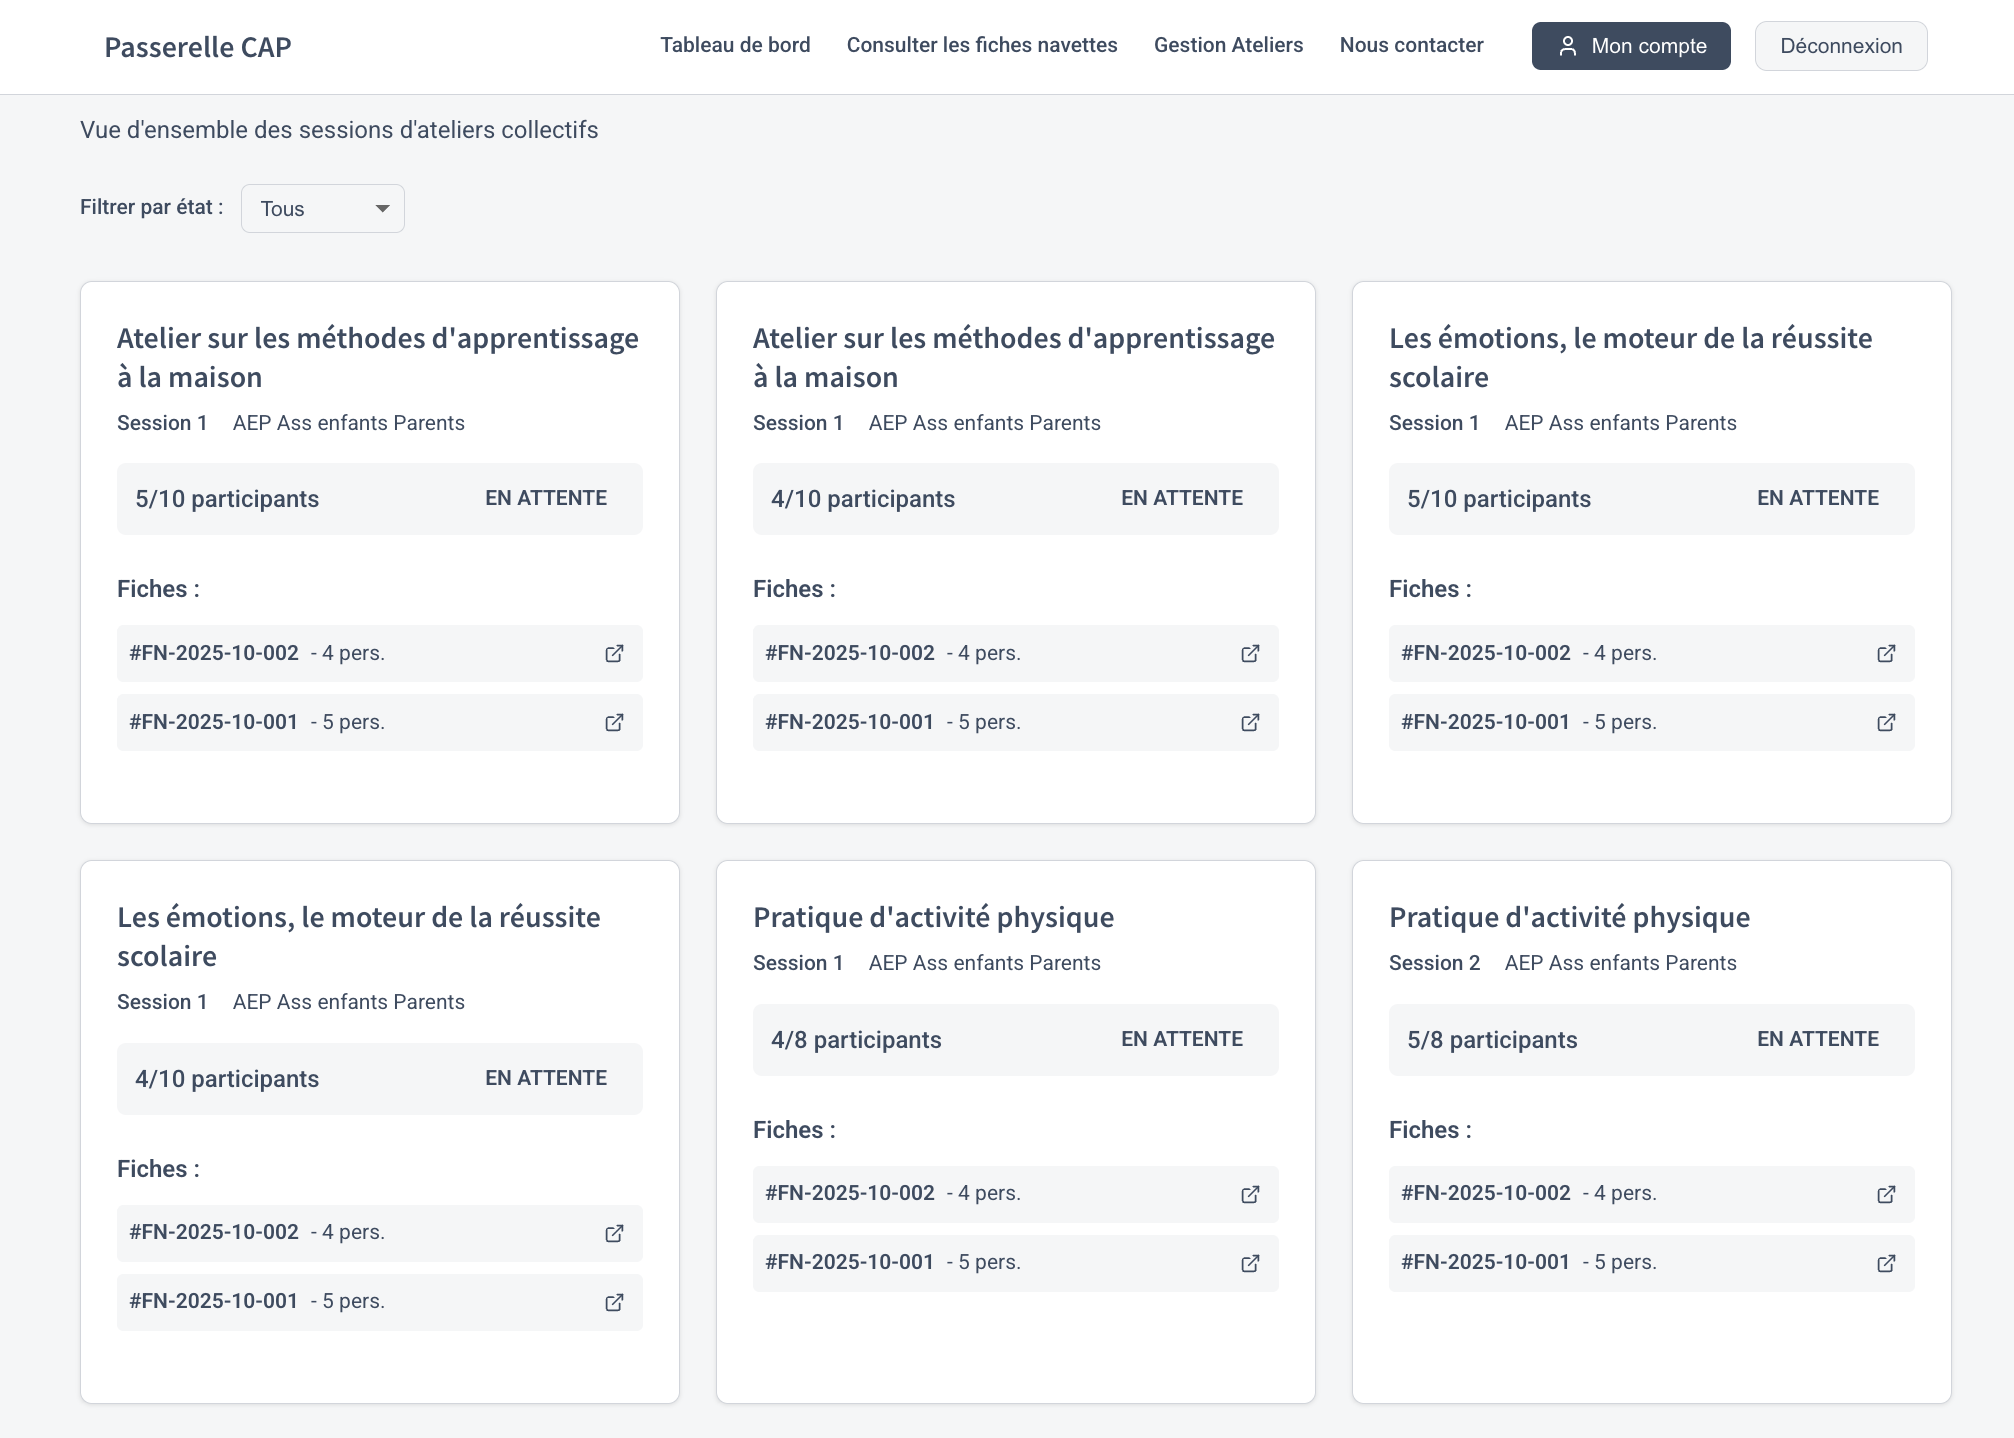 Passerelle CAP
Tableau de bord
Consulter les fiches navettes
Gestion Ateliers
Nous contacter
Mon compte
Déconnexion
Vue d'ensemble des sessions d'ateliers collectifs
Filtrer par état :
Tous
Atelier sur les méthodes d'apprentissage
à la maison
Session 1 AEP Ass enfants Parents
5/10 participants EN ATTENTE
Fiches :
#FN-2025-10-002 - 4 pers.
#FN-2025-10-001 - 5 pers.
Atelier sur les méthodes d'apprentissage
à la maison
Session 1 AEP Ass enfants Parents
4/10 participants EN ATTENTE
Fiches :
#FN-2025-10-002 - 4 pers.
#FN-2025-10-001 - 5 pers.
Les émotions, le moteur de la réussite
scolaire
Session 1 AEP Ass enfants Parents
5/10 participants EN ATTENTE
Fiches :
#FN-2025-10-002 - 4 pers.
#FN-2025-10-001 - 5 pers.
Les émotions, le moteur de la réussite
scolaire
Session 1 AEP Ass enfants Parents
4/10 participants EN ATTENTE
Fiches :
#FN-2025-10-002 - 4 pers.
#FN-2025-10-001 - 5 pers.
Pratique d'activité physique
Session 1 AEP Ass enfants Parents
4/8 participants EN ATTENTE
Fiches :
#FN-2025-10-002 - 4 pers.
#FN-2025-10-001 - 5 pers.
Pratique d'activité physique
Session 2 AEP Ass enfants Parents
5/8 participants EN ATTENTE
Fiches :
#FN-2025-10-002 - 4 pers.
#FN-2025-10-001 - 5 pers.